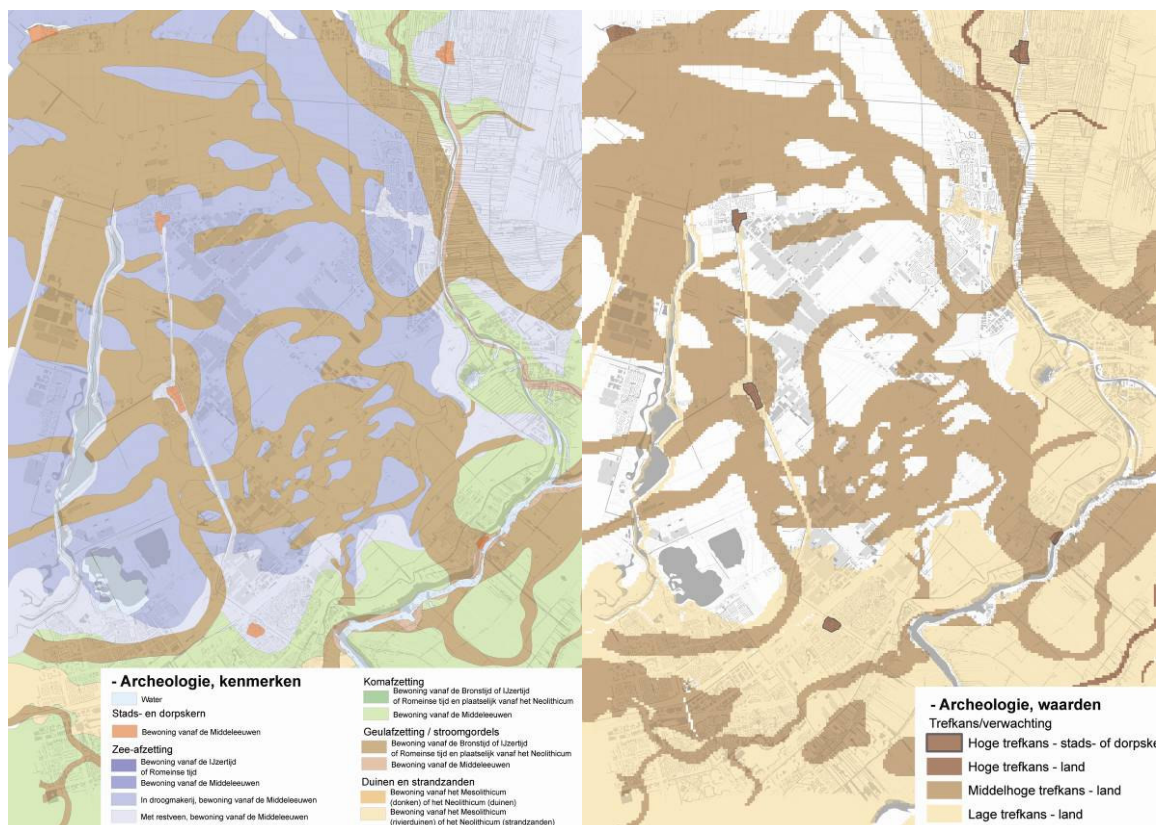 - Archeologie, kenmerken
Water
Stads- en dorpskern
Bewoning vanaf de Middeleeuwen
Zee-afzetting
Bewoning vanaf de IJzertijd
of Romeinse tijd
Bewoning vanaf de Middeleeuwen
In droogmakerij, bewoning vanaf de Middeleeuwen
Met restveen, bewoning vanaf de Middeleeuwen
Komafzetting
Bewoning vanaf de Bronstijd of IJzertijd
of Romeinse tijd en plaatselijk vanaf het Neolithicum
Bewoning vanaf de Middeleeuwen
Geulafzetting / stroomgordels
Bewoning vanaf de Bronstijd of IJzertijd
of Romeinse tijd en plaatselijk vanaf het Neolithicum
Bewoning vanaf de Middeleeuwen
Duinen en strandzanden
Bewoning vanaf het Mesolithicum
(donken) of het Neolithicum (duinen)
Bewoning vanaf het Mesolithicum
(rivierduinen) of het Neolithicum (strandzanden)
- Archeologie, waarden
Trefkans/verwachting
Hoge trefkans - stads- of dorpske
Hoge trefkans - land
Middelhoge trefkans - land
Lage trefkans - land